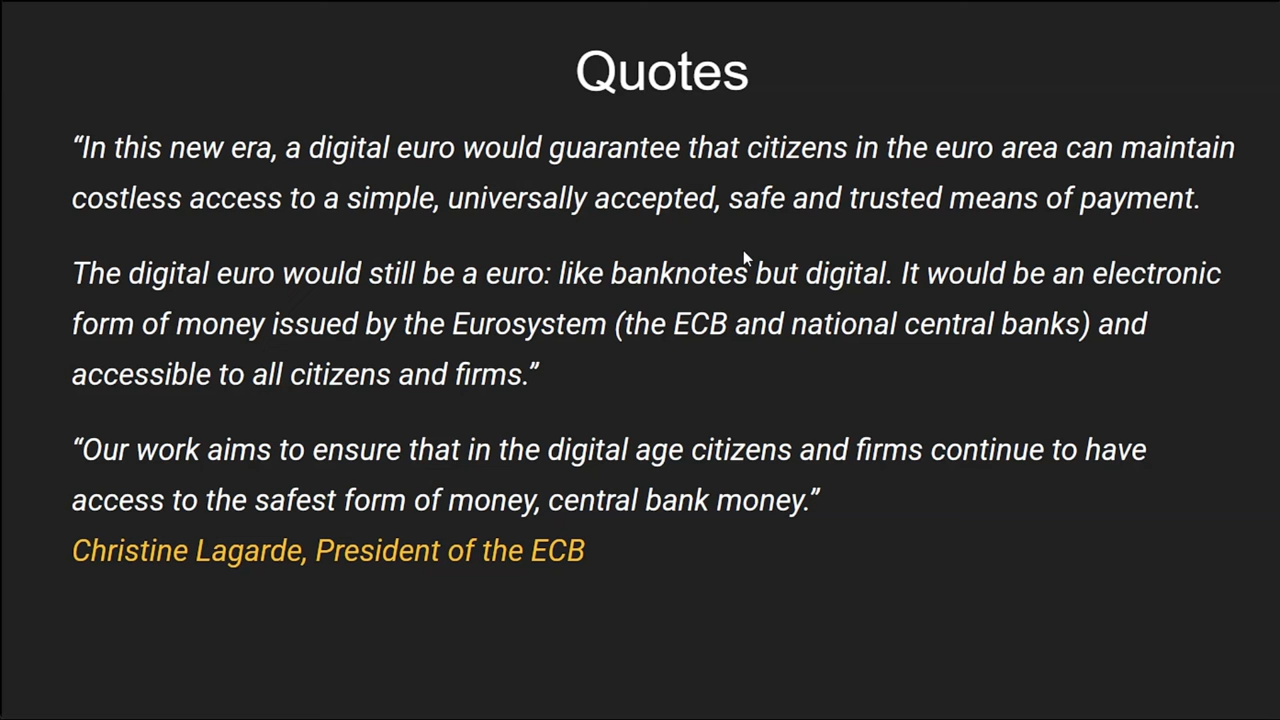 Quotes
“In this new era, a digital euro would guarantee that citizens in the euro area can maintain
costless access to a simple, universally accepted, safe and trusted means of payment.
The digital euro would still be a euro: like banknotes but digital. It would be an electronic
form of money issued by the Eurosystem (the ECB and national central banks) and
accessible to all citizens and firms.”
“Our work aims to ensure that in the digital age citizens and firms continue to have
access to the safest form of money, central bank money.”
Christine Lagarde, President of the ECB